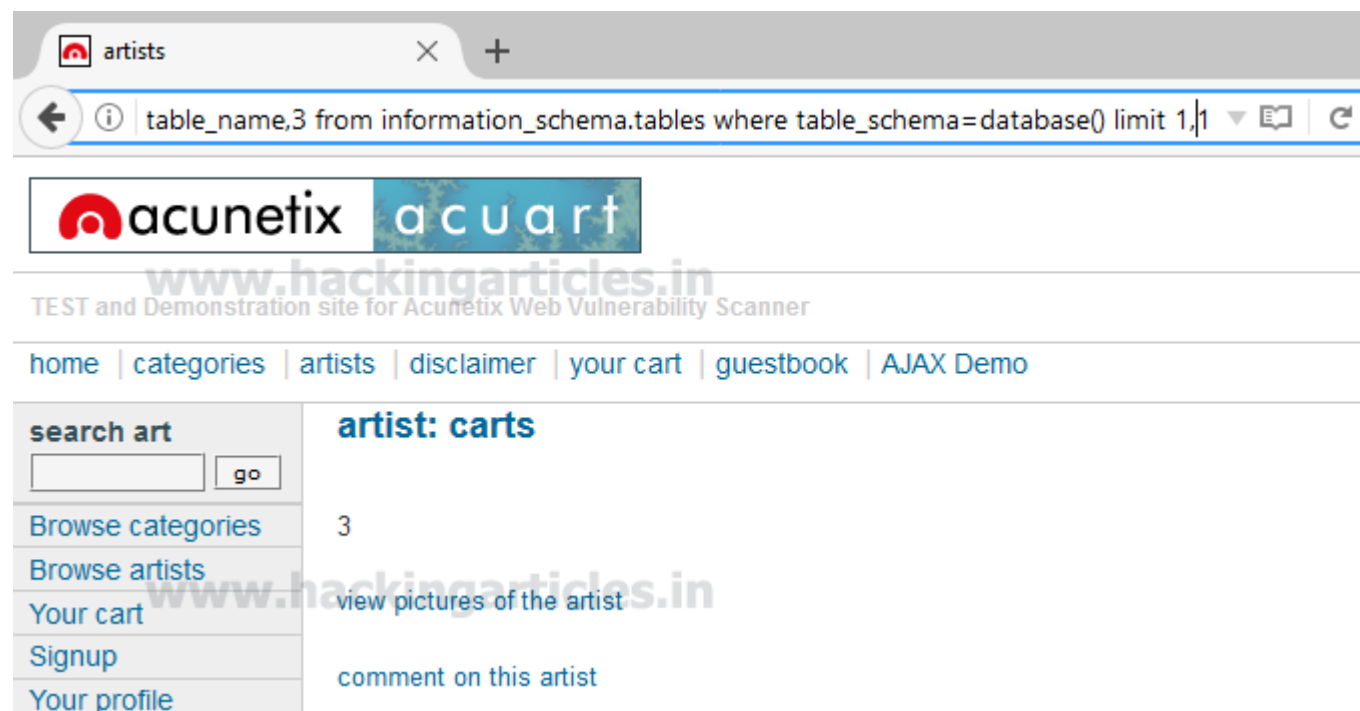 artists
table_name,3 from information_schema.tables where table_schema=database() limit 1,1
acunetix acuart
www.hackingarticles.in
TEST and Demonstration site for Acunetix Web Vulnerability Scanner
home | categories | artists | disclaimer | your cart | guestbook | AJAX Demo
search art
go
Browse categories
Browse artists
Your cart
Signup
Your profile
artist: carts
3
www.hackingarticles.in
view pictures of the artist
comment on this artist